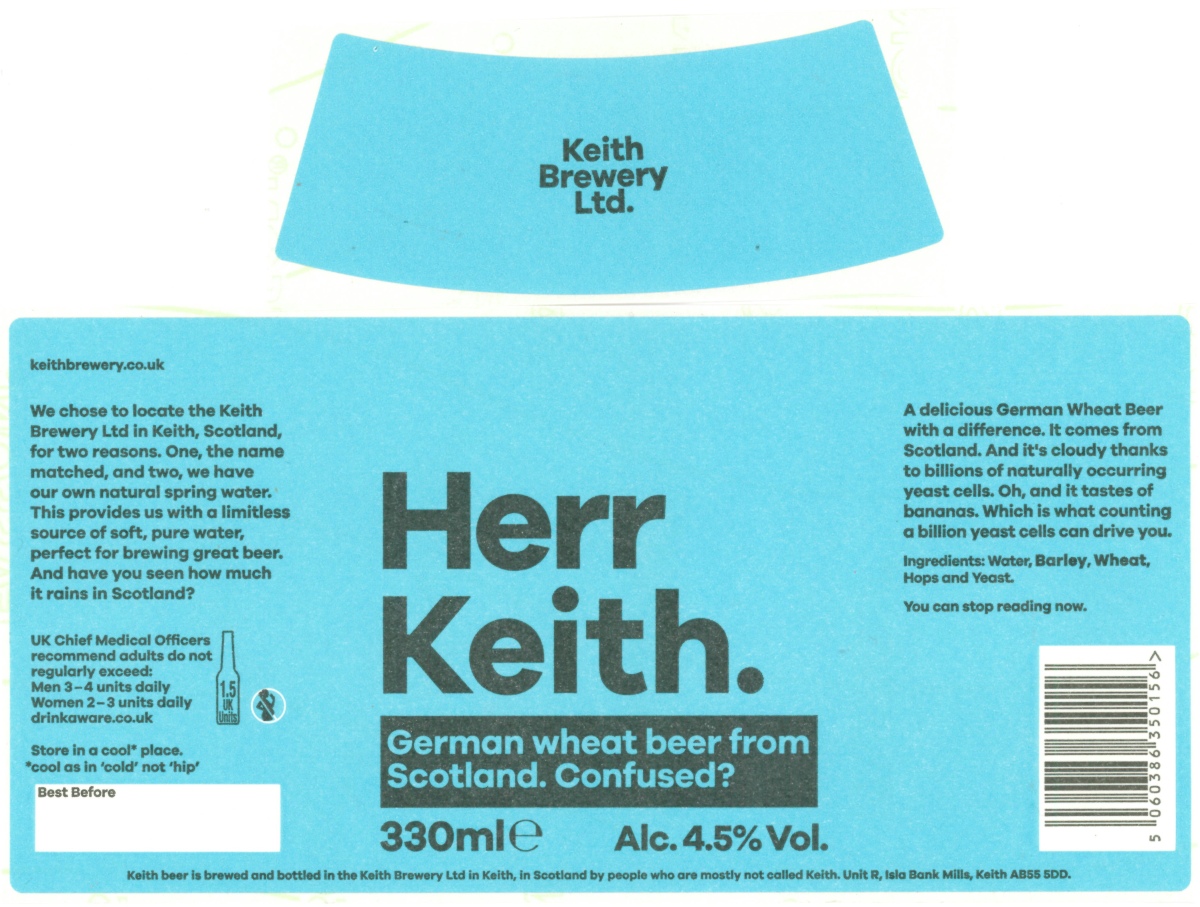 Keith
Brewery
Ltd.
keithbrewery.co.uk
We chose to locate the Keith
Brewery Ltd in Keith, Scotland,
for two reasons. One, the name
matched, and two, we have
our own natural spring water.
This provides us with a limitless
source of soft, pure water,
perfect for brewing great beer.
And have you seen how much
it rains in Scotland?
UK Chief Medical Officers
recommend adults do not
regularly exceed:
Men 3–4 units daily
Women 2–3 units daily
drinkaware.co.uk
1.5
UK
Units
Store in a cool* place.
*cool as in ‘cold’ not ‘hip’
Best Before
Herr
Keith.
German wheat beer from
Scotland. Confused?
330ml℮ Alc. 4.5% Vol.
A delicious German Wheat Beer
with a difference. It comes from
Scotland. And it's cloudy thanks
to billions of naturally occurring
yeast cells. Oh, and it tastes of
bananas. Which is what counting
a billion yeast cells can drive you.
Ingredients: Water, Barley, Wheat,
Hops and Yeast.
You can stop reading now.
5 060386 350156 >
Keith beer is brewed and bottled in the Keith Brewery Ltd in Keith, in Scotland by people who are mostly not called Keith. Unit R, Isla Bank Mills, Keith AB55 5DD.